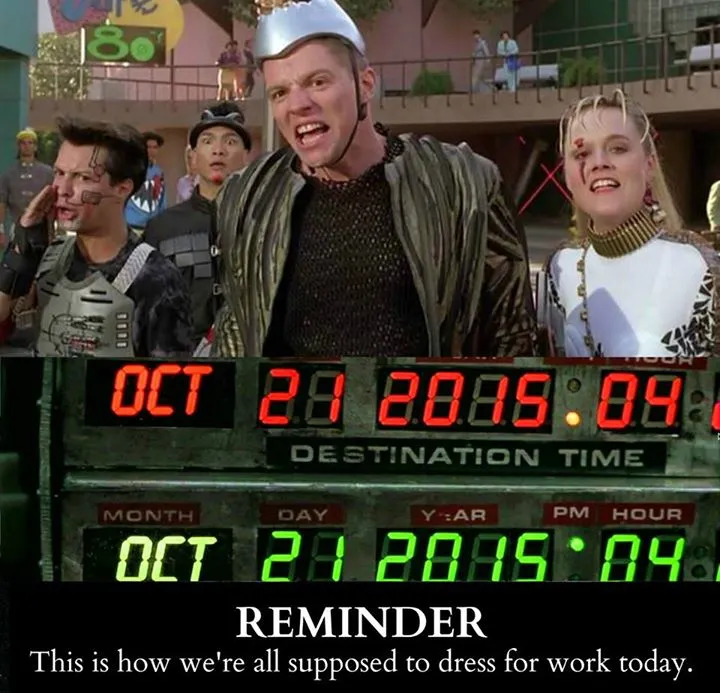 80
OCT 21 2015 04
DESTINATION TIME
MONTH DAY YEAR PM HOUR
OCT 21 2015 04
REMINDER
This is how we're all supposed to dress for work today.